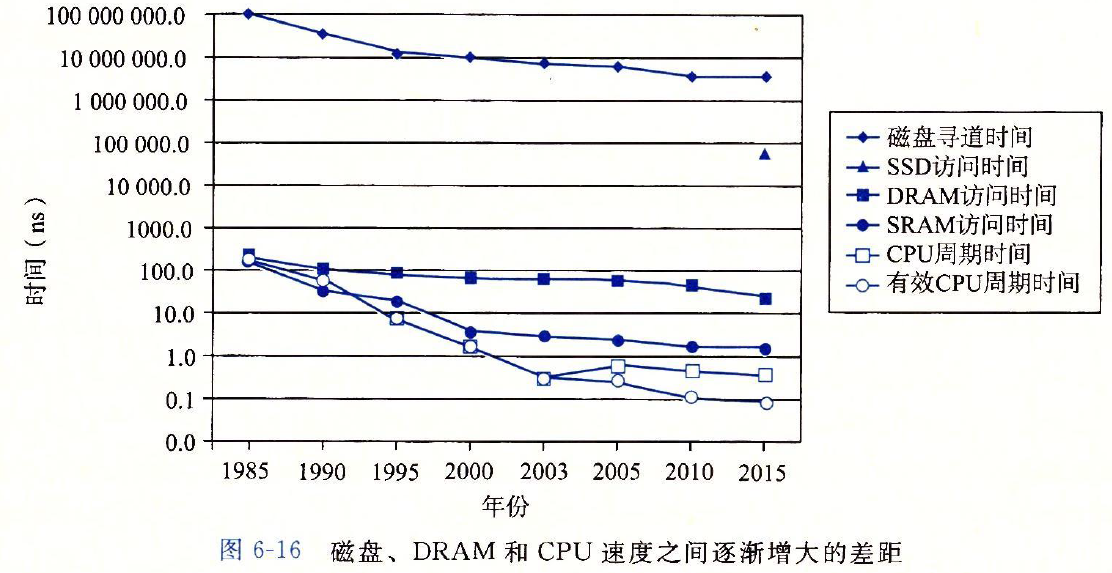 100 000 000.0
10 000 000.0
1 000 000.0
100 000.0
10 000.0
1000.0
100.0
10.0
1.0
0.1
0.0
时间（ns）
1985 1990 1995 2000 2003 2005 2010 2015
年份
磁盘寻道时间
SSD访问时间
DRAM访问时间
SRAM访问时间
CPU周期时间
有效CPU周期时间
图 6-16 磁盘、DRAM 和 CPU 速度之间逐渐增大的差距